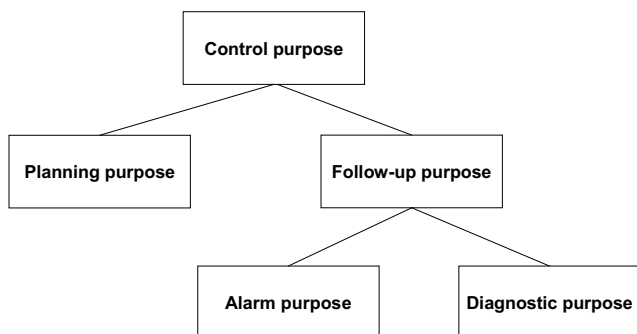 Control purpose
Planning purpose
Follow-up purpose
Alarm purpose
Diagnostic purpose